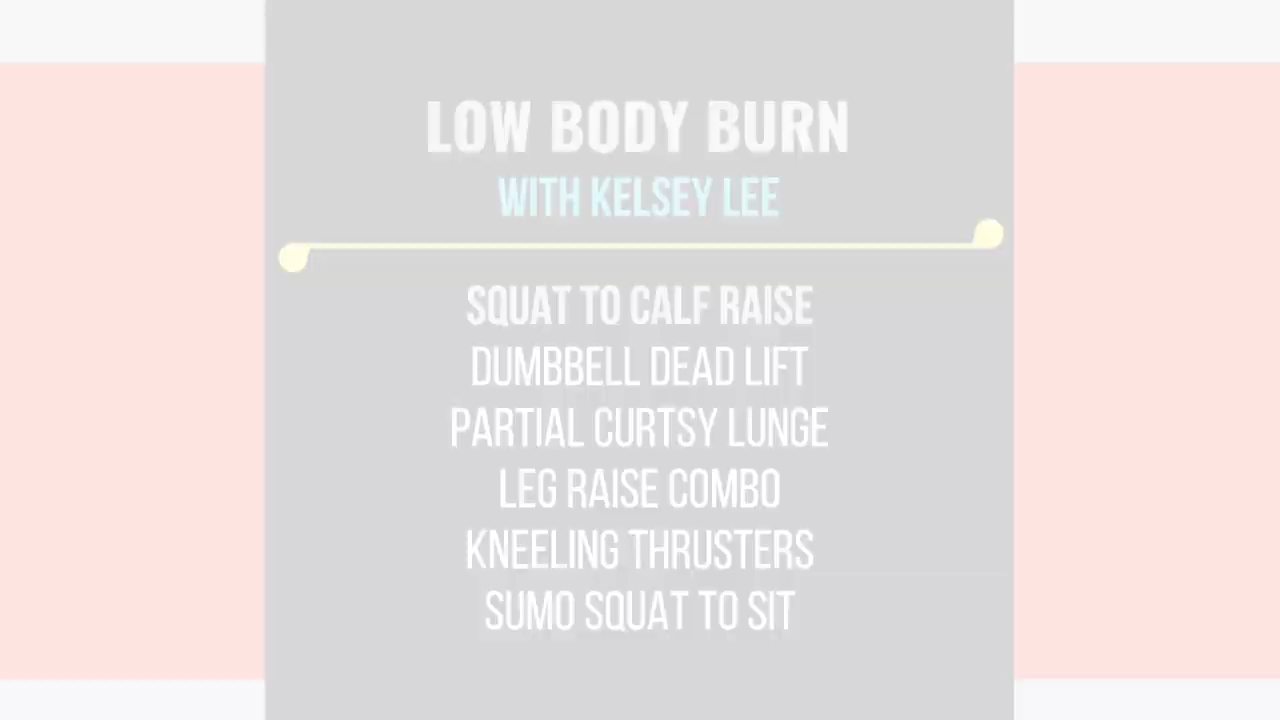 LOW BODY BURN
WITH KELSEY LEE
SQUAT TO CALF RAISE
DUMBBELL DEAD LIFT
PARTIAL CURTSY LUNGE
LEG RAISE COMBO
KNEELING THRUSTERS
SUMO SQUAT TO SIT